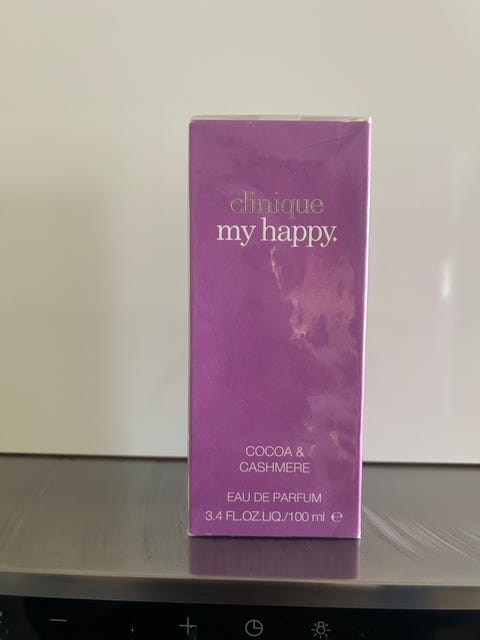 clinique
my happy.
COCOA &
CASHMERE
EAU DE PARFUM
3.4 FL.OZ.LIQ./100 ml ℮